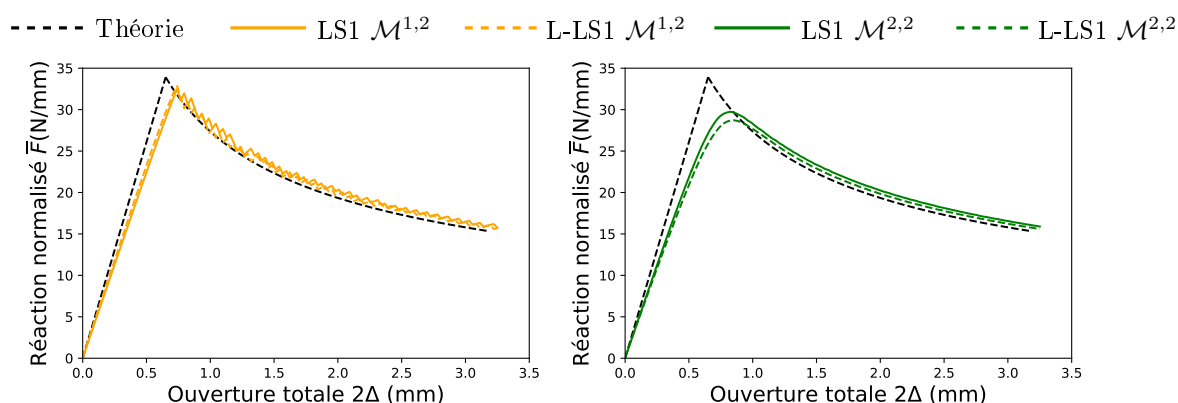 Théorie LS1 ℳ^{1,2} L-LS1 ℳ^{1,2} LS1 ℳ^{2,2} L-LS1 ℳ^{2,2}
35
30
25
20
15
10
5
0
0.0 0.5 1.0 1.5 2.0 2.5 3.0 3.5
Réaction normalisé F̅(N/mm)
Ouverture totale 2Δ (mm)
35
30
25
20
15
10
5
0
0.0 0.5 1.0 1.5 2.0 2.5 3.0 3.5
Réaction normalisé F̅(N/mm)
Ouverture totale 2Δ (mm)